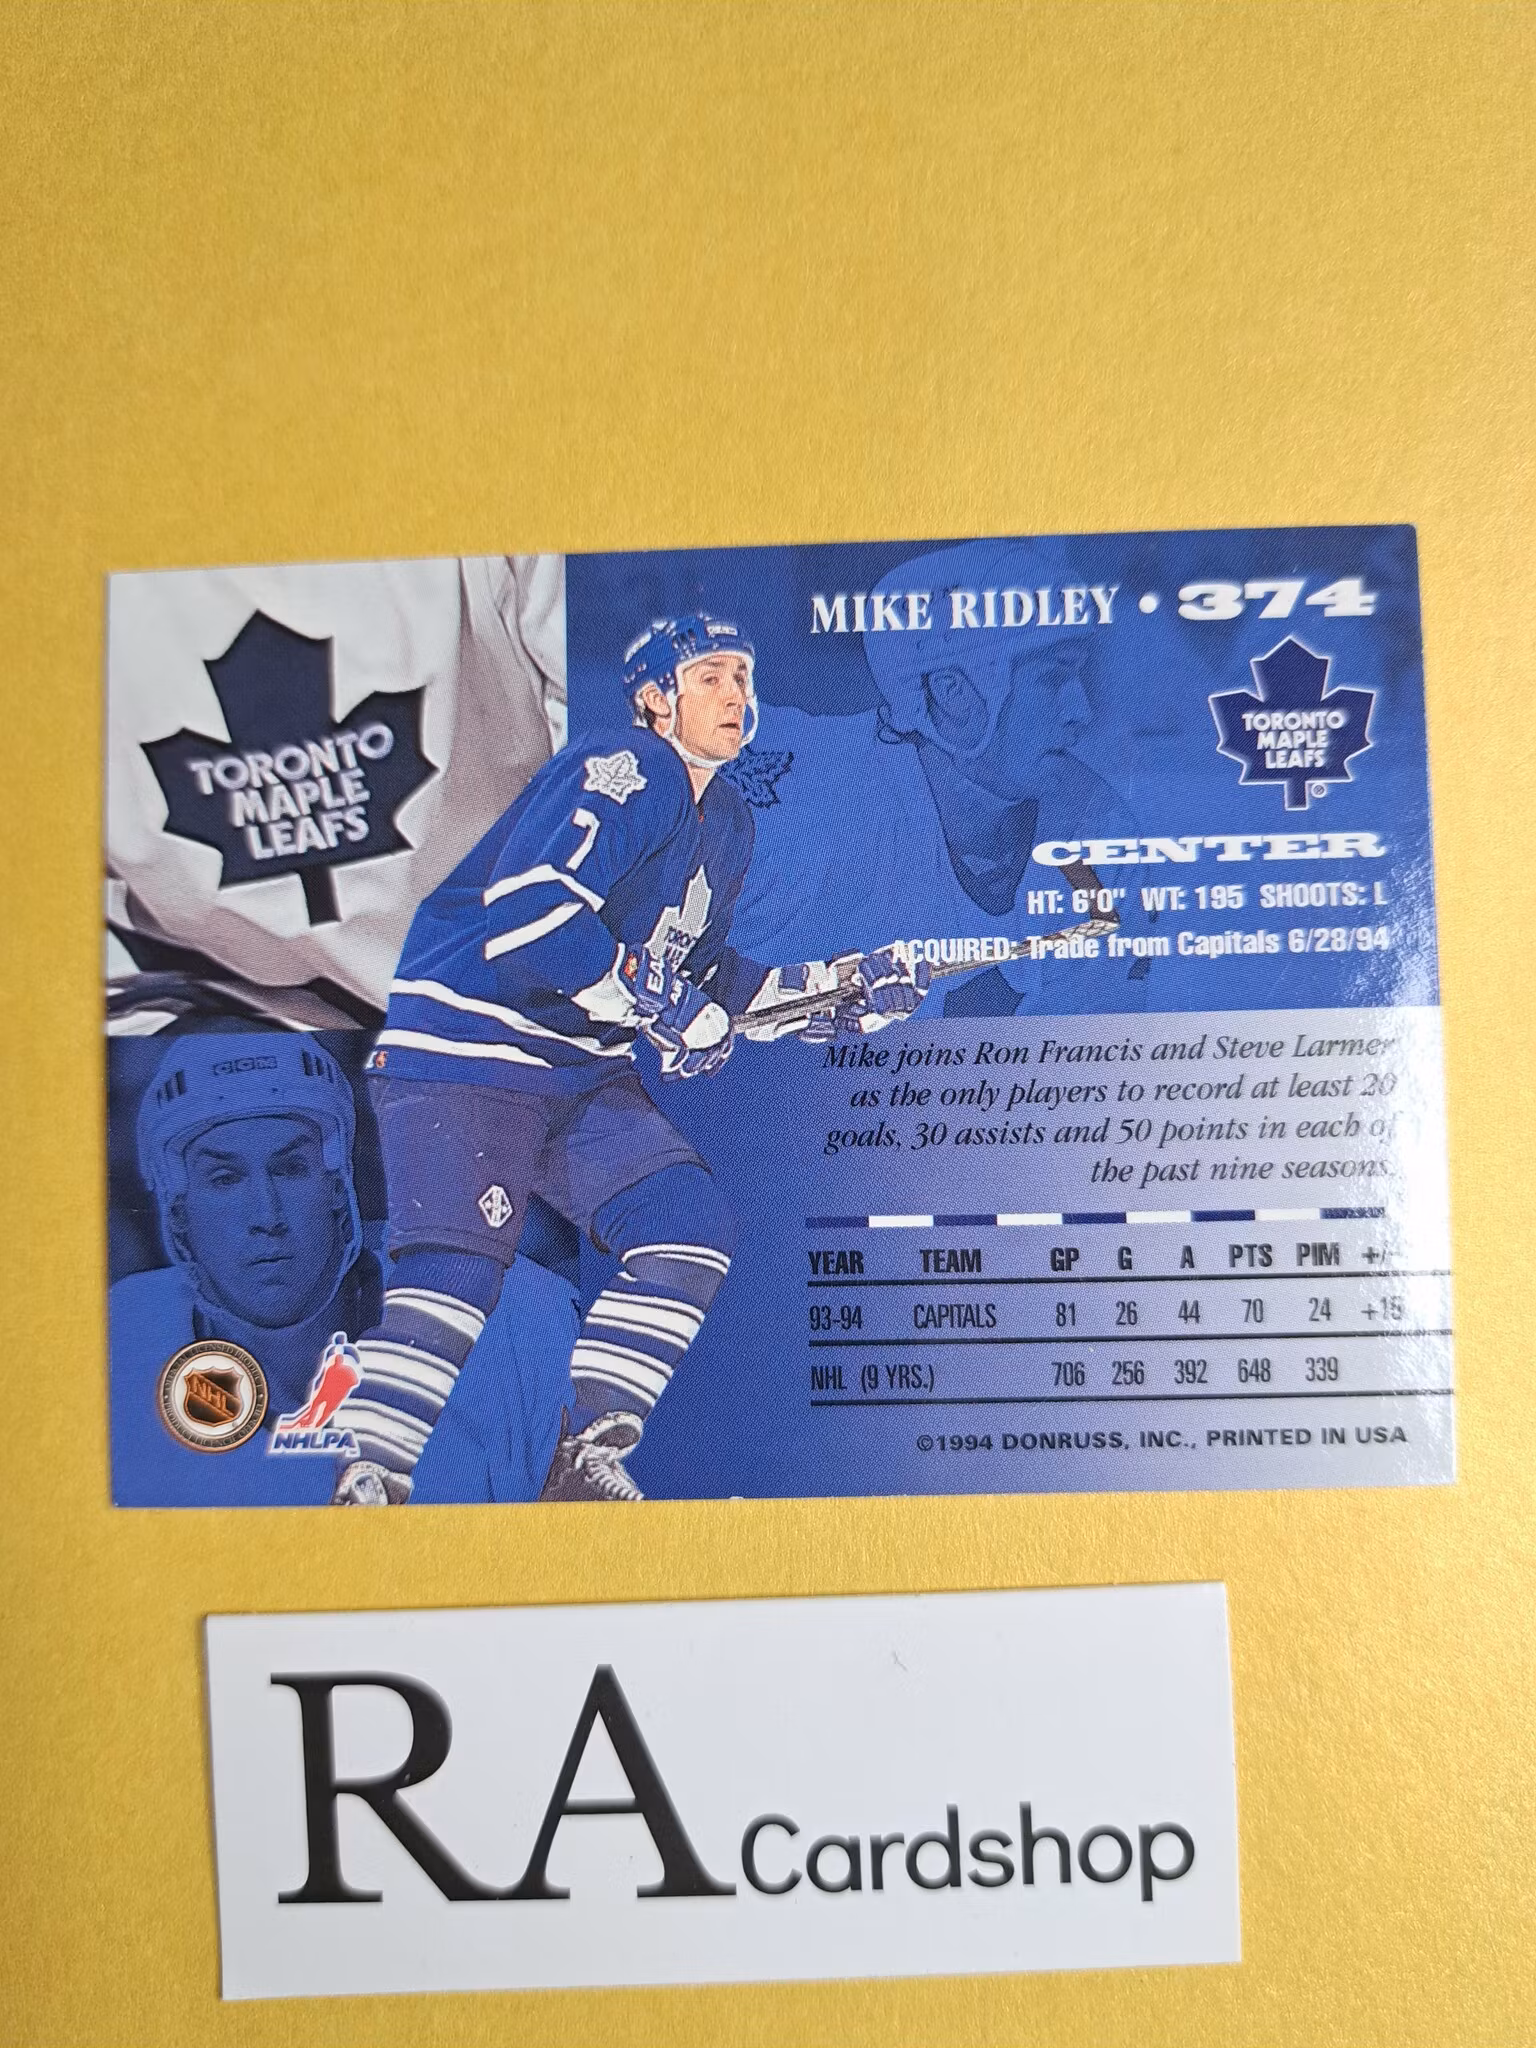 MIKE RIDLEY • 374
TORONTO
MAPLE
LEAFS
TORONTO
MAPLE
LEAFS
®
7
CENTER
HT: 6'0" WT: 195 SHOOTS: L
ACQUIRED: Trade from Capitals 6/28/94
Mike joins Ron Francis and Steve Larmer
as the only players to record at least 20
goals, 30 assists and 50 points in each of
the past nine seasons.
CCM
YEAR TEAM GP G A PTS PIM +/-
93-94 CAPITALS 81 26 44 70 24 +15
NHL (9 YRS.) 706 256 392 648 339
NHL
NHLPA
©1994 DONRUSS, INC., PRINTED IN USA
RA Cardshop